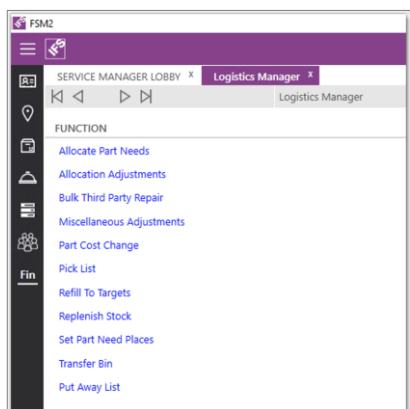 FSM2
IFS
SERVICE MANAGER LOBBY X Logistics Manager X
Logistics Manager
FUNCTION
Allocate Part Needs
Allocation Adjustments
Bulk Third Party Repair
Miscellaneous Adjustments
Part Cost Change
Pick List
Fin
Refill To Targets
Replenish Stock
Set Part Need Places
Transfer Bin
Put Away List